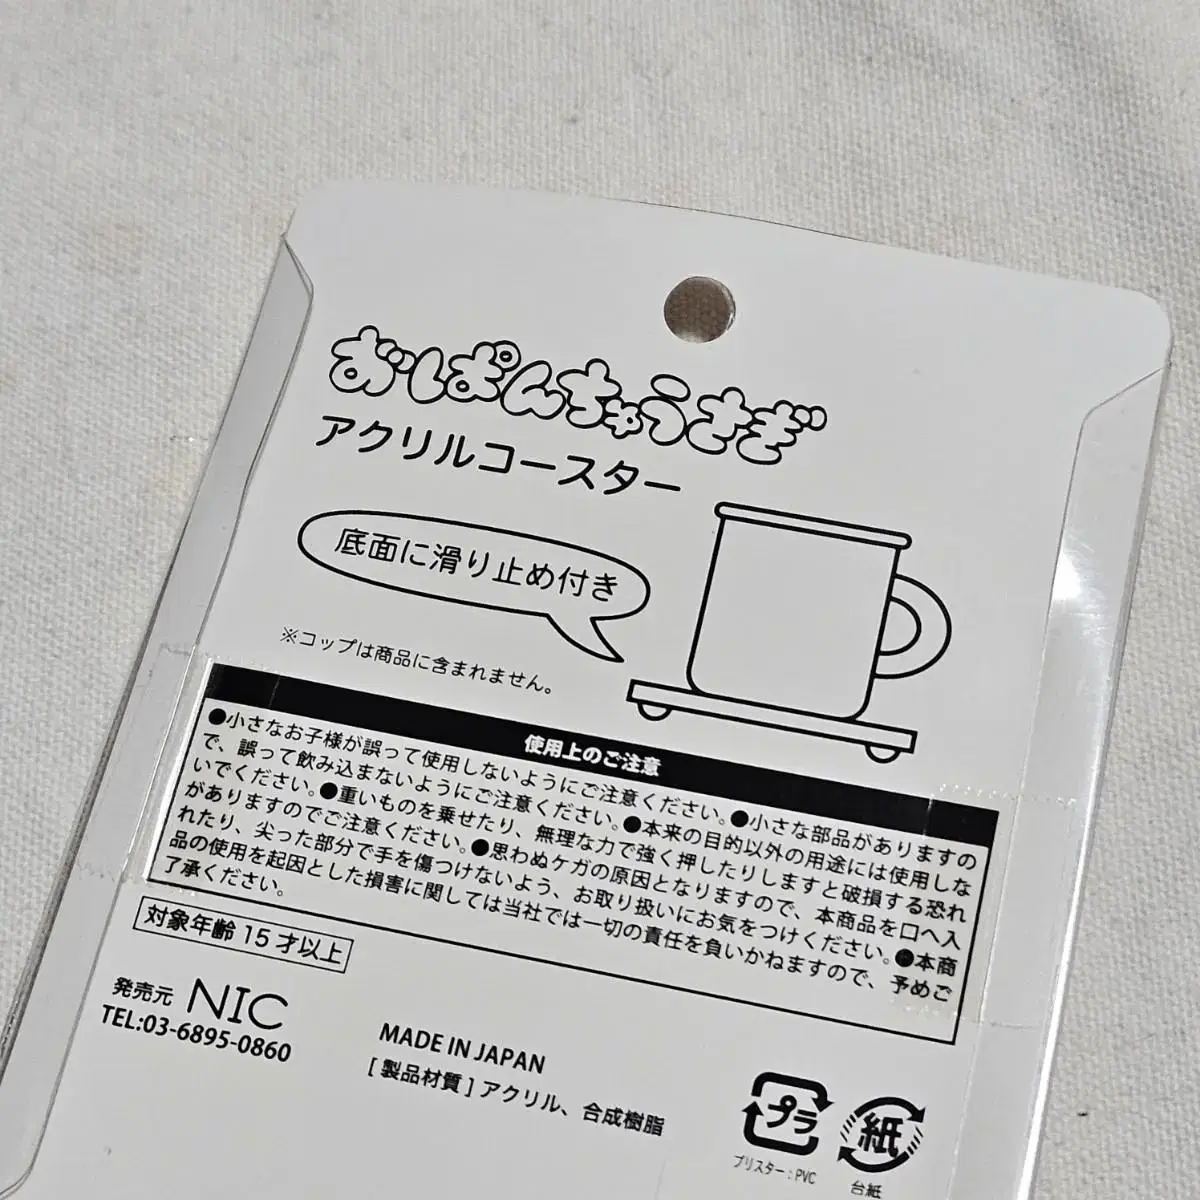 おぱんちゅうさぎ
アクリルコースター
底面に滑り止め付き
※コップは商品に含まれません。
使用上のご注意
●小さなお子様が誤って使用しないようにご注意ください。●小さな部品がありますの
で、誤って飲み込まないようにご注意ください。●本来の目的以外の用途には使用しな
いでください。●重いものを乗せたり、無理な力で強く押したりしますと破損する恐れ
がありますのでご注意ください。●思わぬケガの原因となりますので、本商品を口へ入
れたり、尖った部分で手を傷つけないよう、お取り扱いにお気をつけください。●本商
品の使用を起因とした損害に関しては当社では一切の責任を負いかねますので、予めご
了承ください。
対象年齢 15 才以上
発売元 NIC
TEL:03-6895-0860
MADE IN JAPAN
[ 製品材質 ] アクリル、合成樹脂
プラ
ブリスター：PVC
紙
台紙